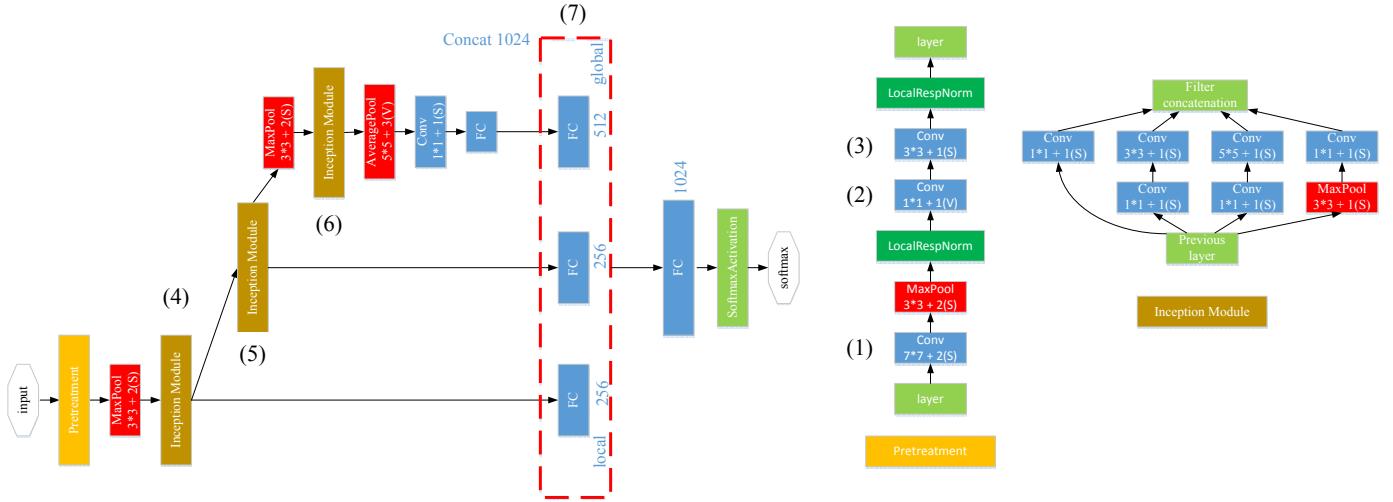 (7)
Concat 1024
global
MaxPool
3*3 + 2(S)
Inception Module
AveragePool
5*5 + 3(V)
Conv
1*1 + 1(S)
FC
FC
512
(6)
Inception Module
FC
256
1024
FC
SoftmaxActivation
softmax
(4)
(5)
input
Pretreatment
MaxPool
3*3 + 2(S)
Inception Module
FC
256
local
layer
LocalRespNorm
(3)
Conv
3*3 + 1(S)
(2)
Conv
1*1 + 1(V)
LocalRespNorm
MaxPool
3*3 + 2(S)
(1)
Conv
7*7 + 2(S)
layer
Pretreatment
Filter
concatenation
Conv
1*1 + 1(S)
Conv
3*3 + 1(S)
Conv
5*5 + 1(S)
Conv
1*1 + 1(S)
Conv
1*1 + 1(S)
Conv
1*1 + 1(S)
MaxPool
3*3 + 1(S)
Previous
layer
Inception Module